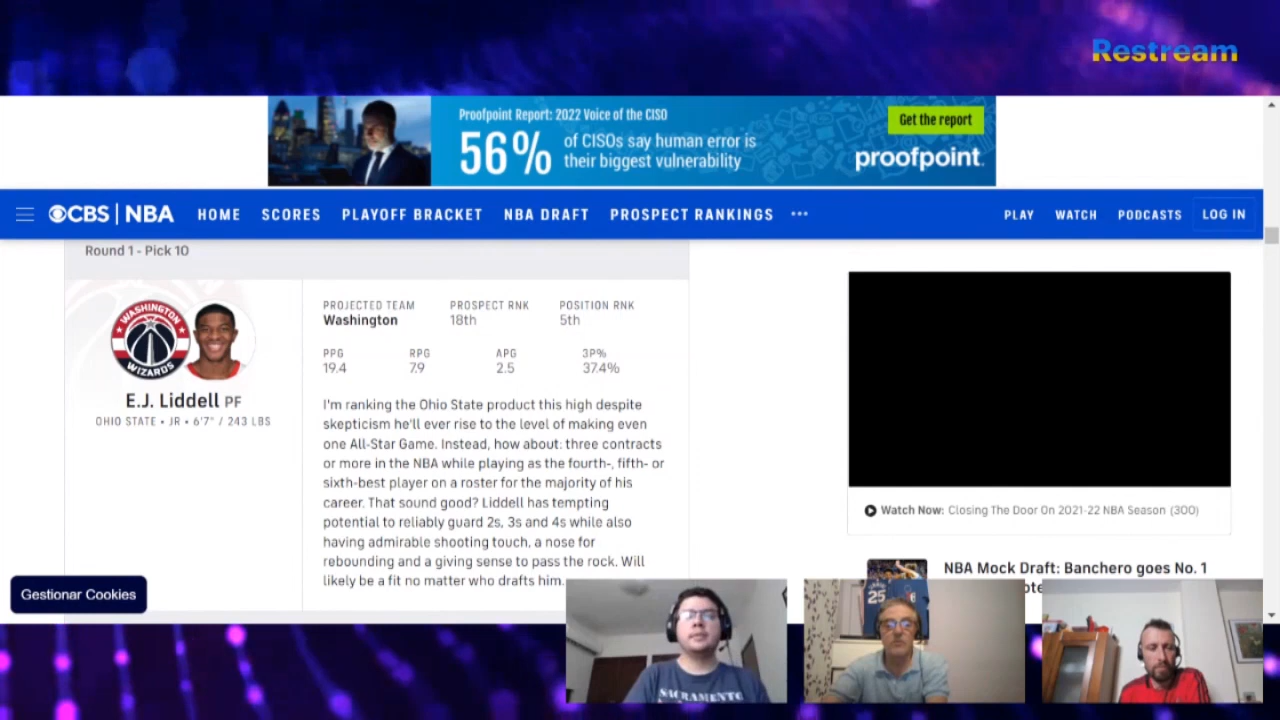 Restream
Proofpoint Report: 2022 Voice of the CISO
56% of CISOs say human error is
their biggest vulnerability
Get the report
proofpoint.
CBS | NBA HOME SCORES PLAYOFF BRACKET NBA DRAFT PROSPECT RANKINGS ••• PLAY WATCH PODCASTS LOG IN
Round 1 - Pick 10
WASHINGTON
WIZARDS
E.J. Liddell PF
OHIO STATE • JR • 6'7" / 243 LBS
PROJECTED TEAM PROSPECT RNK POSITION RNK
Washington 18th 5th
PPG RPG APG 3P%
19.4 7.9 2.5 37.4%
I'm ranking the Ohio State product this high despite
skepticism he'll ever rise to the level of making even
one All-Star Game. Instead, how about: three contracts
or more in the NBA while playing as the fourth-, fifth- or
sixth-best player on a roster for the majority of his
career. That sound good? Liddell has tempting
potential to reliably guard 2s, 3s and 4s while also
having admirable shooting touch, a nose for
rebounding and a giving sense to pass the rock. Will
likely be a fit no matter who drafts him.
Watch Now: Closing The Door On 2021-22 NBA Season (300)
NBA Mock Draft: Banchero goes No. 1
Gestionar Cookies
25
6
SACRAMENTO